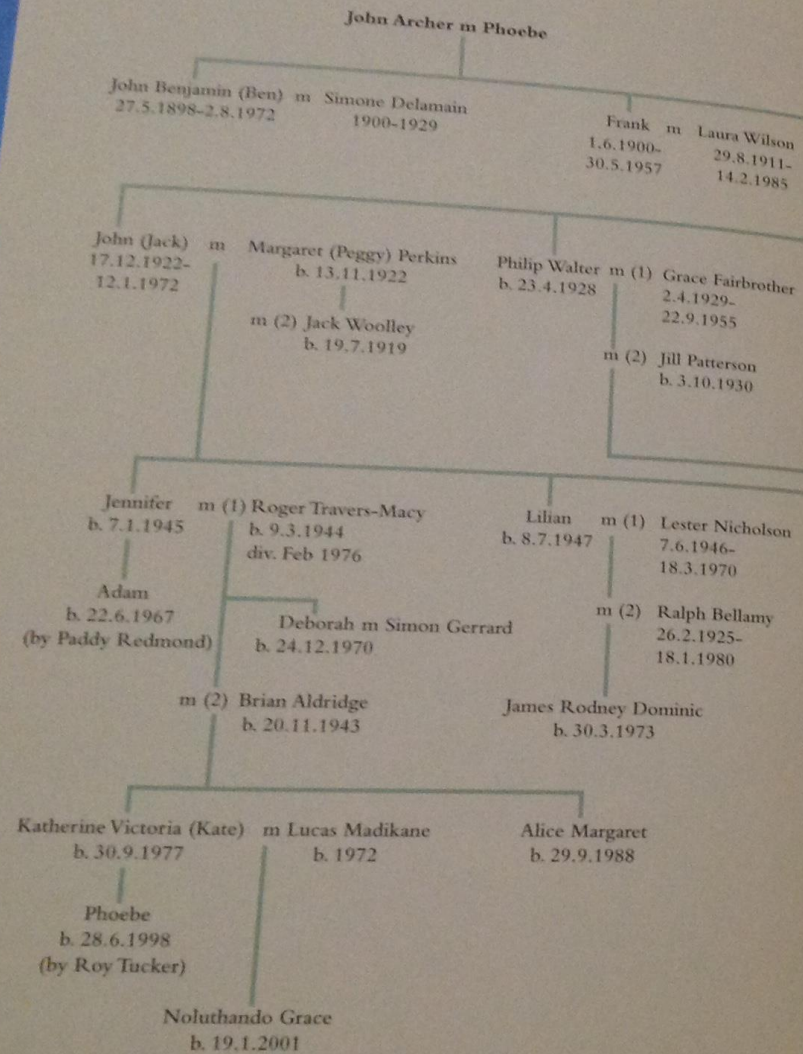 John Archer m Phoebe
John Benjamin (Ben) m Simone Delamain
27.5.1898–2.8.1972 1900–1929
Frank m Laura Wilson
1.6.1900– 29.8.1911–
30.5.1957 14.2.1985
John (Jack) m Margaret (Peggy) Perkins
17.12.1922– b. 13.11.1922
12.1.1972
m (2) Jack Woolley
b. 19.7.1919
Philip Walter m (1) Grace Fairbrother
b. 23.4.1928 2.4.1929–
22.9.1955
m (2) Jill Patterson
b. 3.10.1930
Jennifer m (1) Roger Travers-Macy
b. 7.1.1945 b. 9.3.1944
div. Feb 1976
Adam
b. 22.6.1967
(by Paddy Redmond)
Deborah m Simon Gerrard
b. 24.12.1970
m (2) Brian Aldridge
b. 20.11.1943
Lilian m (1) Lester Nicholson
b. 8.7.1947 7.6.1946–
18.3.1970
m (2) Ralph Bellamy
26.2.1925–
18.1.1980
James Rodney Dominic
b. 30.3.1973
Katherine Victoria (Kate) m Lucas Madikane
b. 30.9.1977 b. 1972
Alice Margaret
b. 29.9.1988
Phoebe
b. 28.6.1998
(by Roy Tucker)
Noluthando Grace
b. 19.1.2001